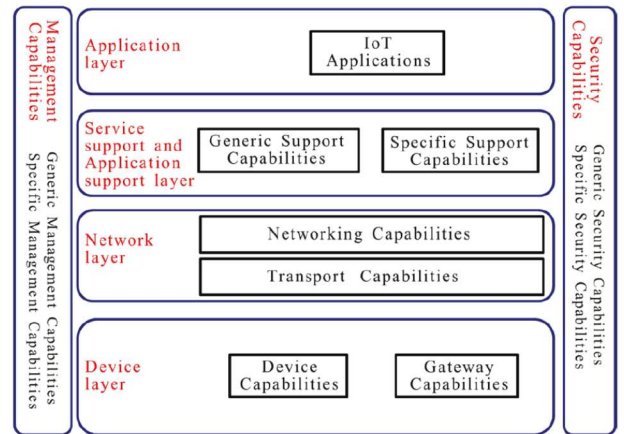 Management
Capabilities
Generic Management Capabilities
Specific Management Capabilities
Application
layer
IoT
Applications
Service
support and
Application
support layer
Generic Support
Capabilities
Specific Support
Capabilities
Network
layer
Networking Capabilities
Transport Capabilities
Device
layer
Device
Capabilities
Gateway
Capabilities
Security
Capabilities
Generic Security Capabilities
Specific Security Capabilities